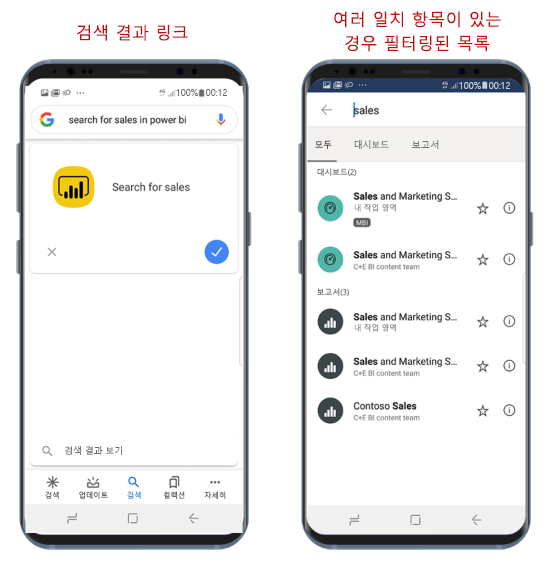 검색 결과 링크
여러 일치 항목이 있는
경우 필터링된 목록
4G 100% 00:12
search for sales in power bi
Search for sales
검색 결과 보기
검색
업데이트
검색
컬렉션
자세히
4G 100% 00:12
sales
모두
대시보드
보고서
대시보드(2)
Sales and Marketing S...
내 작업 영역
MBI
Sales and Marketing S...
C+E BI content team
보고서(3)
Sales and Marketing S...
내 작업 영역
Sales and Marketing S...
C+E BI content team
Contoso Sales
C+E BI content team